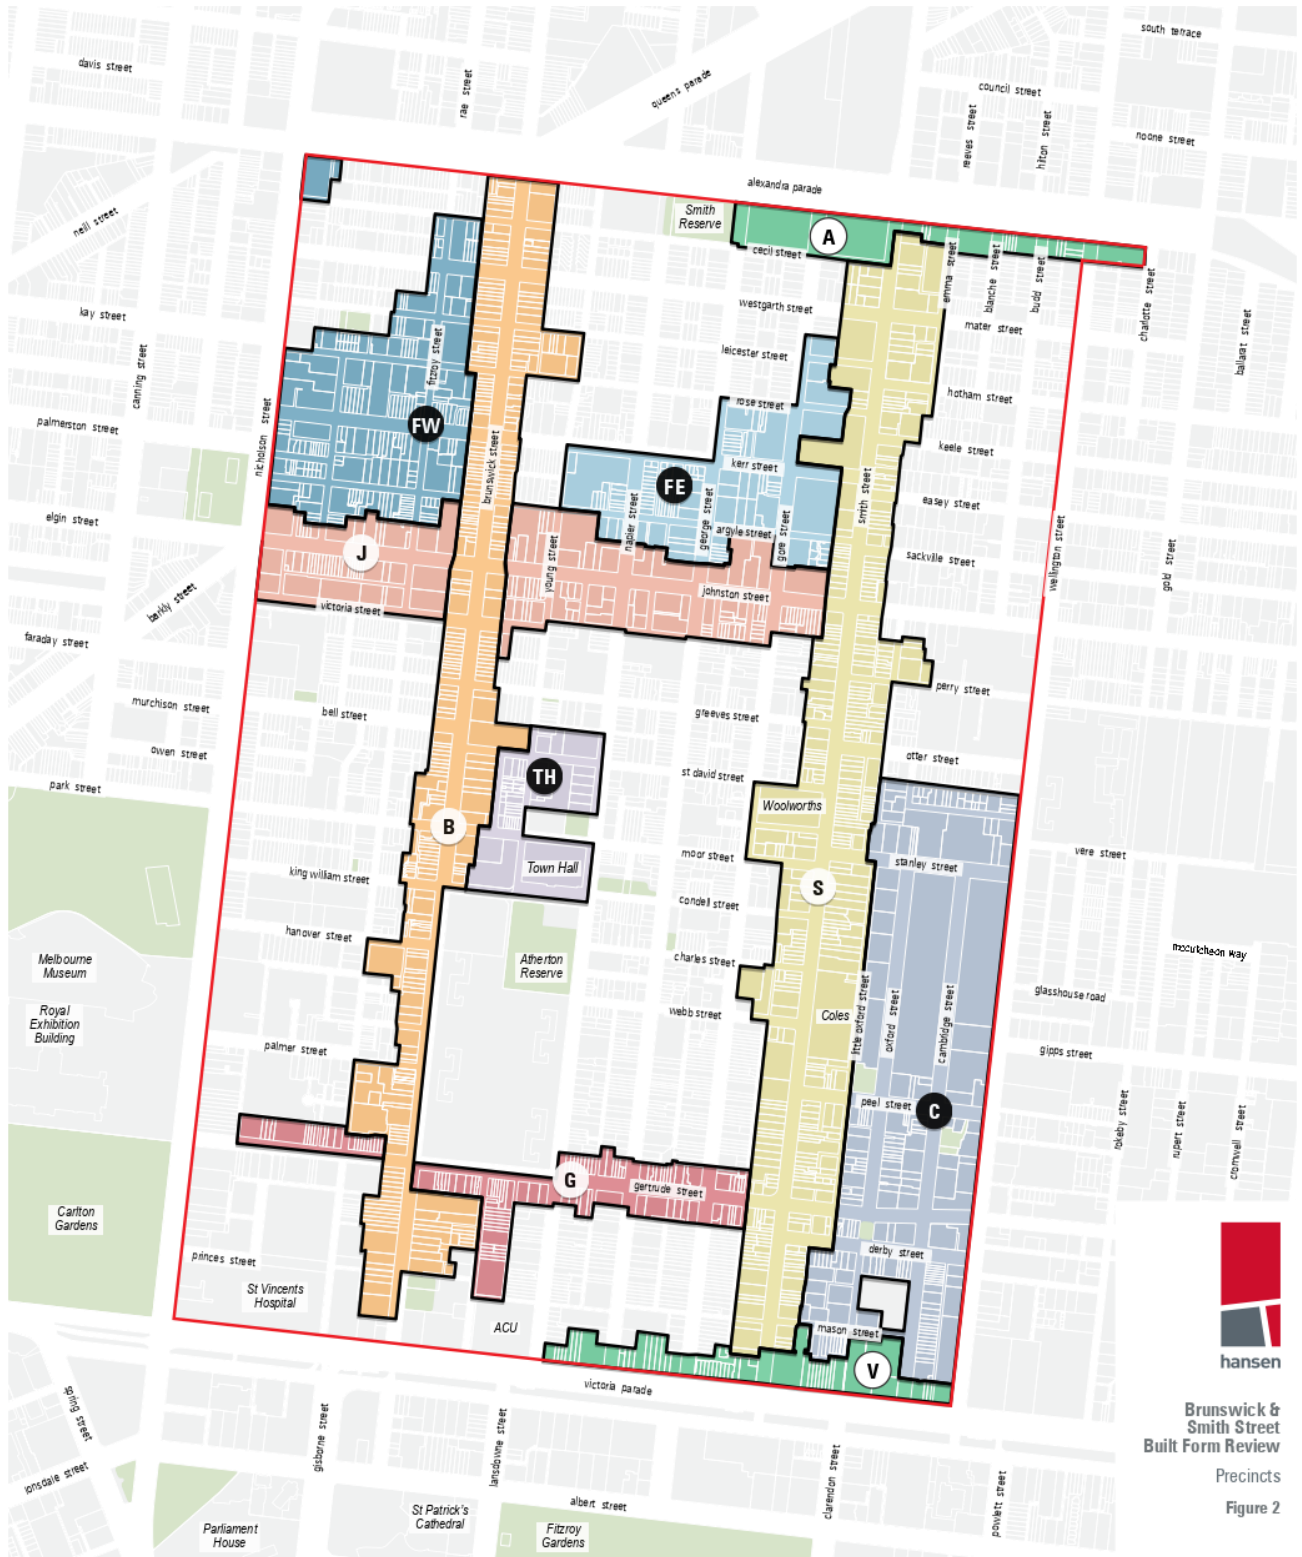 south terrace
davis street
rae street
queens parade
council street
reeves street
hilton street
noone street
alexandra parade
neill street
Smith
Reserve
A
cecil street
emma street
blanche street
budd street
charlotte street
westgarth street
kay street
mater street
canning street
fitzroy street
leicester street
ballarat street
hotham street
rose street
nicholson street
palmerston street
FW
brunswick street
keele street
kerr street
FE
smith street
easey street
elgin street
napier street
george street
argyle street
gore street
J
young street
sackville street
wellington street
gold street
barkly street
victoria street
johnston street
faraday street
perry street
murchison street
bell street
greeves street
owen street
otter street
park street
TH
st david street
Woolworths
B
moor street
stanley street
vere street
king william street
Town Hall
S
condell street
hanover street
Melbourne
Museum
Atherton
Reserve
charles street
mccutcheon way
Royal
Exhibition
Building
webb street
Coles
little oxford street
oxford street
cambridge street
glasshouse road
palmer street
gipps street
peel street
C
rokeby street
rupert street
cromwell street
G
gertrude street
Carlton
Gardens
princes street
derby street
St Vincents
Hospital
ACU
mason street
V
victoria parade
hansen
spring street
gisborne street
lansdowne street
Brunswick &
Smith Street
Built Form Review
Precincts
Figure 2
lonsdale street
clarendon street
powlett street
albert street
Parliament
House
St Patrick's
Cathedral
Fitzroy
Gardens